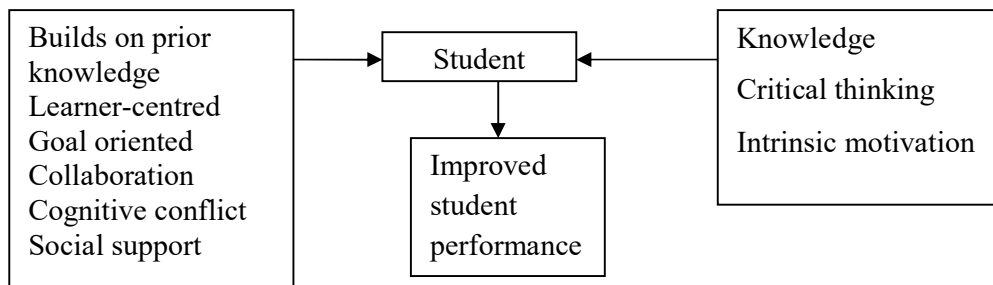 Builds on prior
knowledge
Learner-centred
Goal oriented
Collaboration
Cognitive conflict
Social support
Student
Improved
student
performance
Knowledge
Critical thinking
Intrinsic motivation